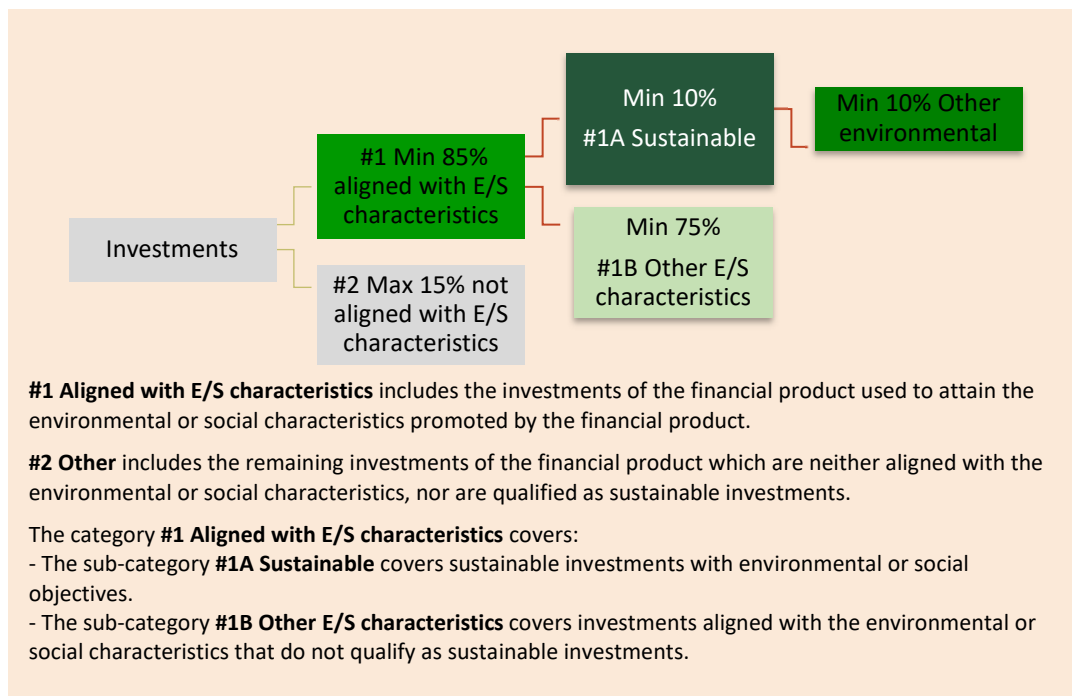 Min 10%
#1A Sustainable
Min 10% Other
environmental
#1 Min 85%
aligned with E/S
characteristics
Investments
Min 75%
#1B Other E/S
characteristics
#2 Max 15% not
aligned with E/S
characteristics
#1 Aligned with E/S characteristics includes the investments of the financial product used to attain the
environmental or social characteristics promoted by the financial product.
#2 Other includes the remaining investments of the financial product which are neither aligned with the
environmental or social characteristics, nor are qualified as sustainable investments.
The category #1 Aligned with E/S characteristics covers:
- The sub-category #1A Sustainable covers sustainable investments with environmental or social
objectives.
- The sub-category #1B Other E/S characteristics covers investments aligned with the environmental or
social characteristics that do not qualify as sustainable investments.